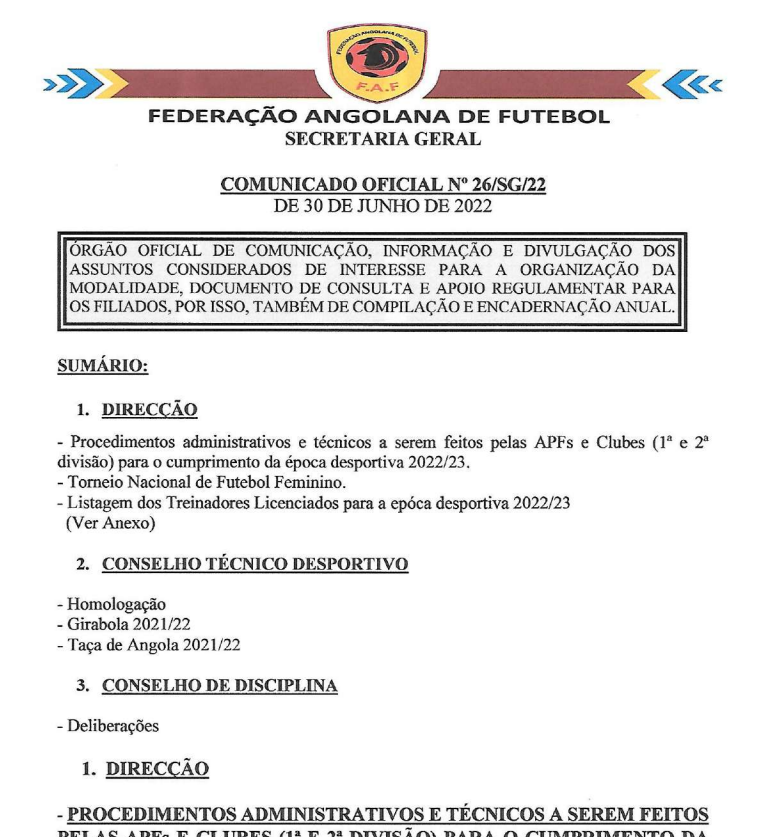 FEDERAÇÃO ANGOLANA DE FUTEBOL
F.A.F
FEDERAÇÃO ANGOLANA DE FUTEBOL
SECRETARIA GERAL
COMUNICADO OFICIAL Nº 26/SG/22
DE 30 DE JUNHO DE 2022
ÓRGÃO OFICIAL DE COMUNICAÇÃO, INFORMAÇÃO E DIVULGAÇÃO DOS
ASSUNTOS CONSIDERADOS DE INTERESSE PARA A ORGANIZAÇÃO DA
MODALIDADE, DOCUMENTO DE CONSULTA E APOIO REGULAMENTAR PARA
OS FILIADOS, POR ISSO, TAMBÉM DE COMPILAÇÃO E ENCADERNAÇÃO ANUAL.
SUMÁRIO:
1. DIRECÇÃO
- Procedimentos administrativos e técnicos a serem feitos pelas APFs e Clubes (1ª e 2ª
divisão) para o cumprimento da época desportiva 2022/23.
- Torneio Nacional de Futebol Feminino.
- Listagem dos Treinadores Licenciados para a epóca desportiva 2022/23
(Ver Anexo)
2. CONSELHO TÉCNICO DESPORTIVO
- Homologação
- Girabola 2021/22
- Taça de Angola 2021/22
3. CONSELHO DE DISCIPLINA
- Deliberações
1. DIRECÇÃO
- PROCEDIMENTOS ADMINISTRATIVOS E TÉCNICOS A SEREM FEITOS
PELAS APFs E CLUBES (1ª E 2ª DIVISÃO) PARA O CUMPRIMENTO DA